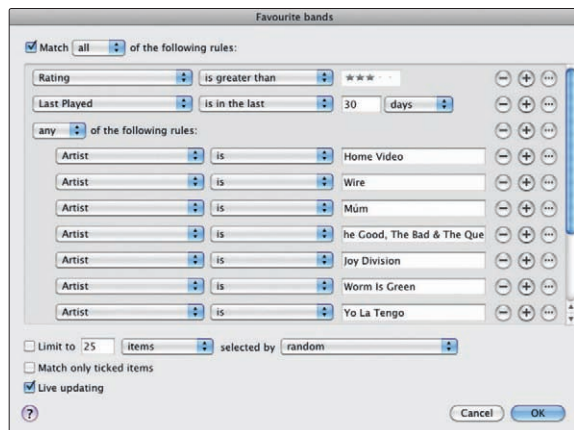 Favourite bands
Match all of the following rules:
Rating is greater than ★★★··
Last Played is in the last 30 days
any of the following rules:
Artist is Home Video
Artist is Wire
Artist is Múm
Artist is he Good, The Bad & The Que
Artist is Joy Division
Artist is Worm Is Green
Artist is Yo La Tengo
Limit to 25 items selected by random
Match only ticked items
Live updating
? Cancel OK